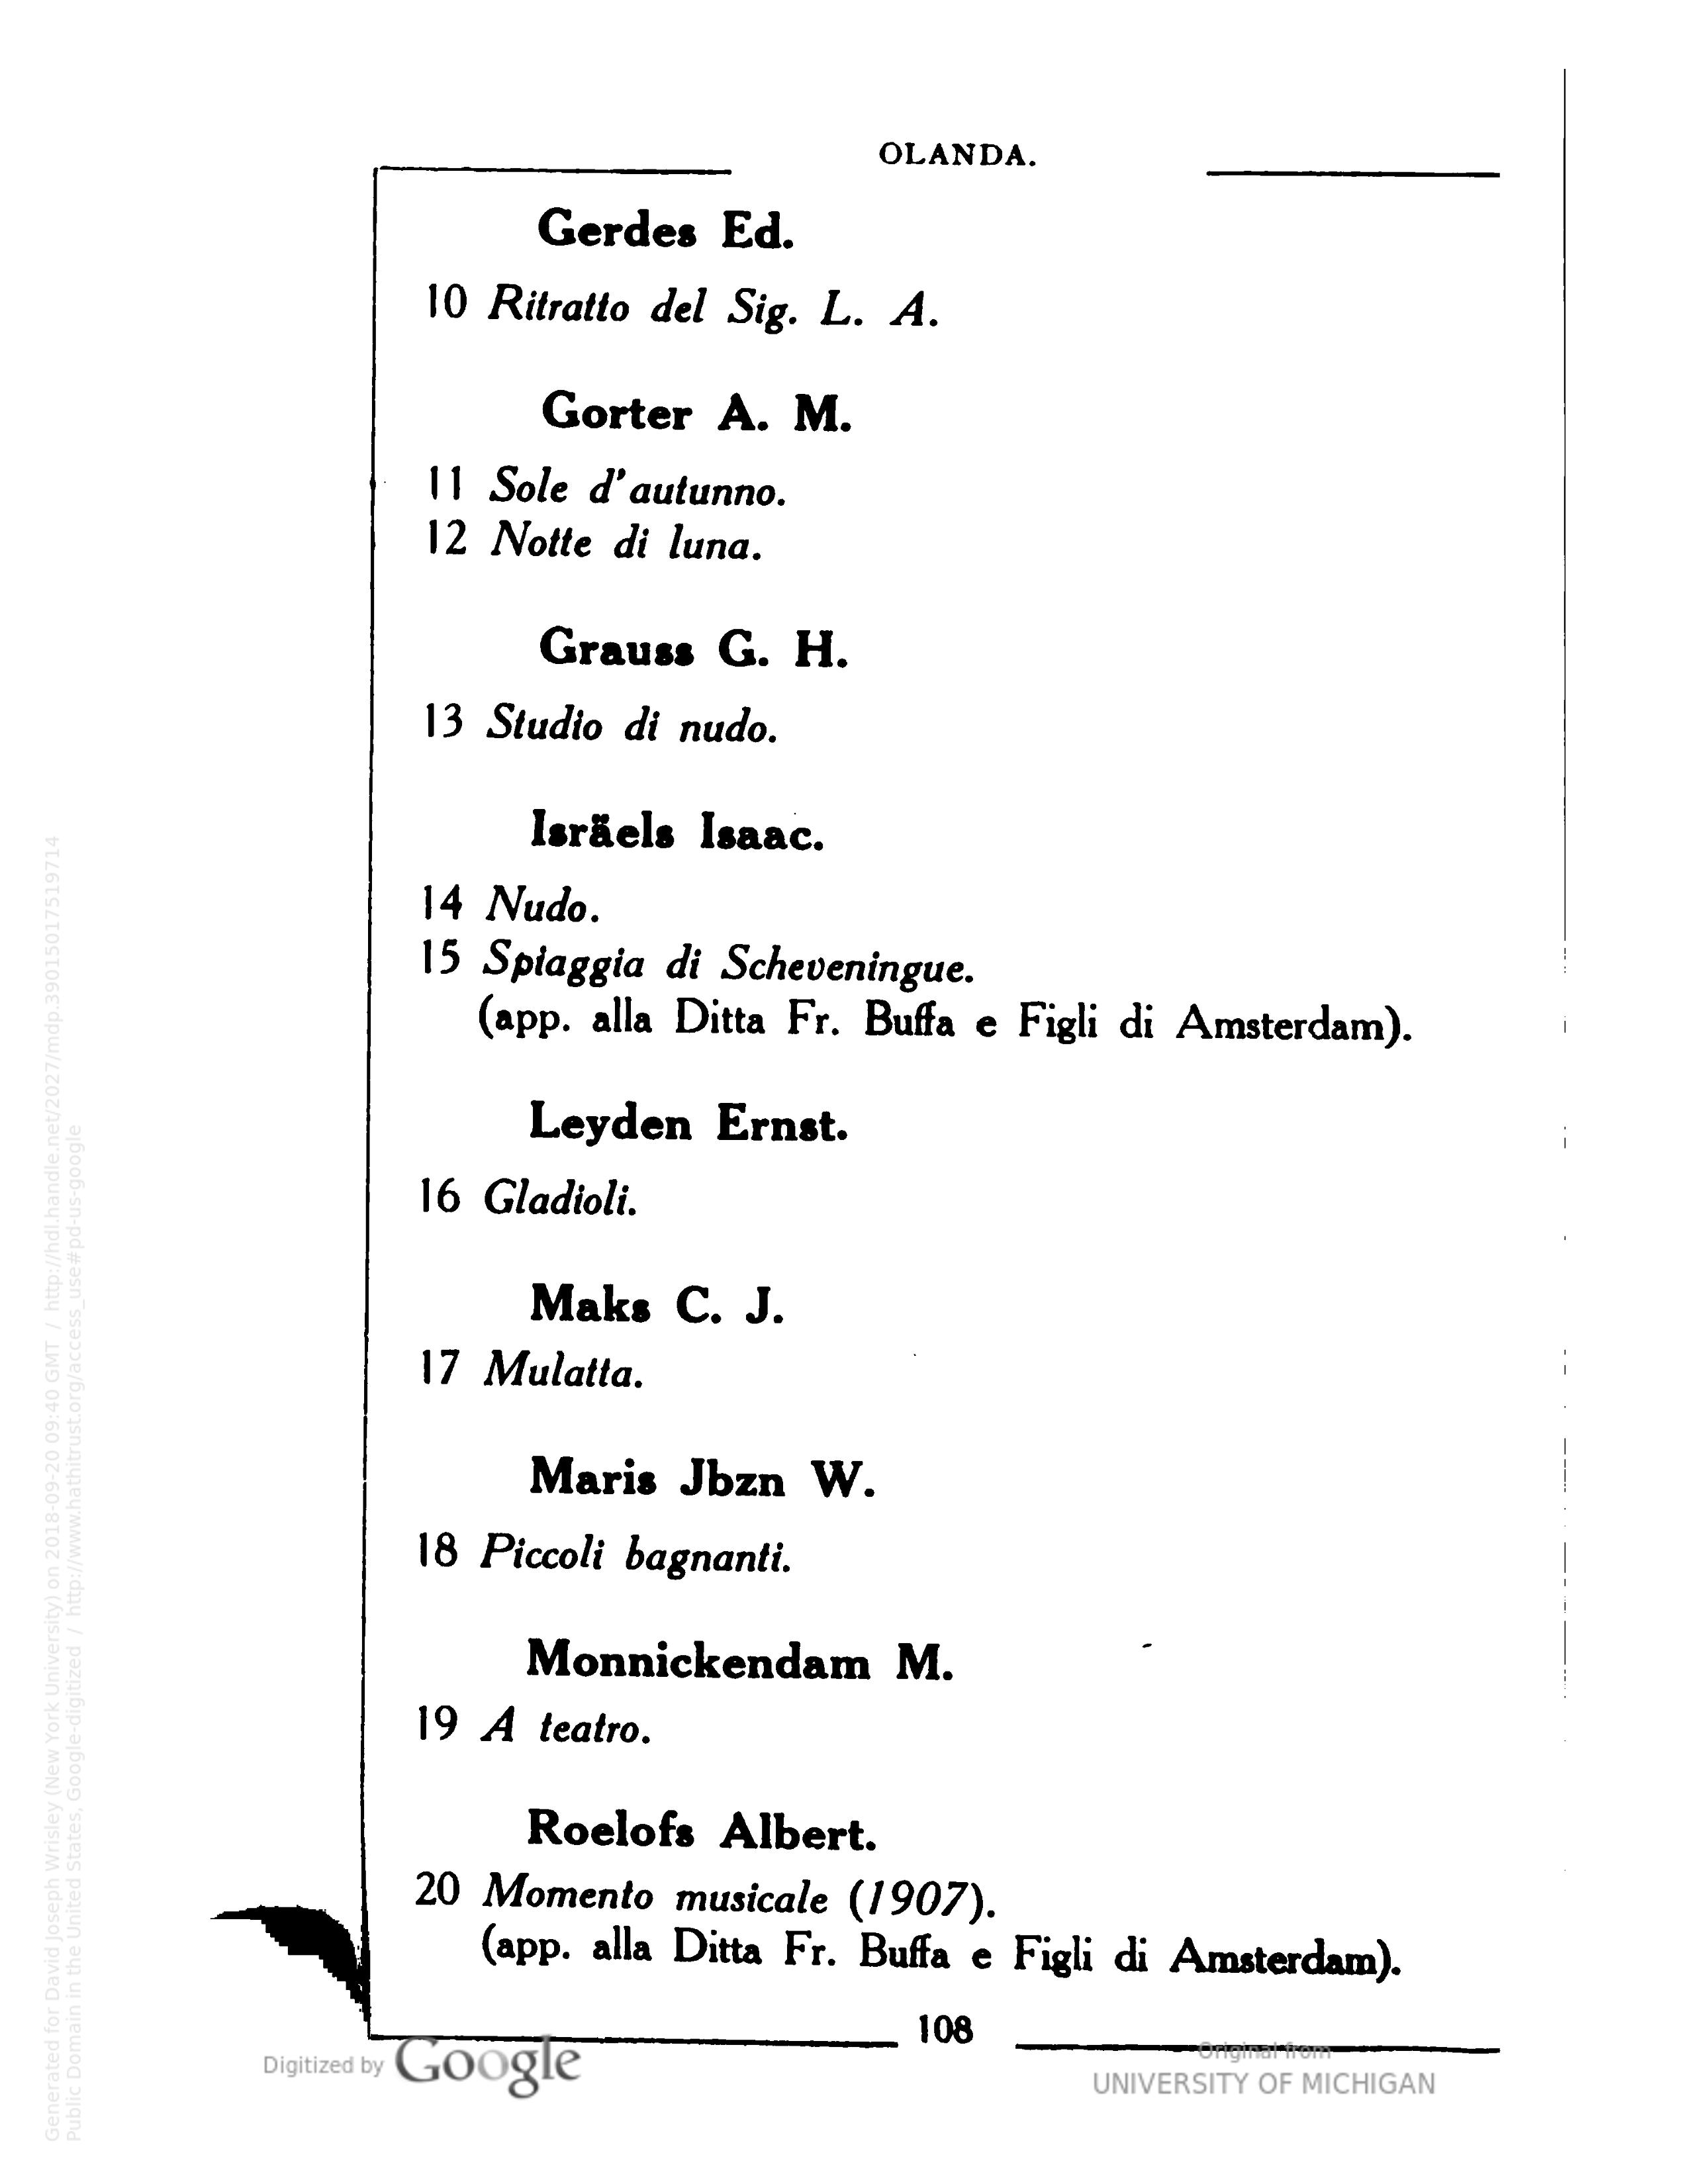 OLANDA.
Gerdes Ed.
10 Ritratto del Sig. L. A.
Gorter A. M.
11 Sole d'autunno.
12 Notte di luna.
Grauss G. H.
13 Studio di nudo.
Isräels Isaac.
14 Nudo.
15 Spiaggia di Scheveningue.
(app. alla Ditta Fr. Buffa e Figli di Amsterdam).
Leyden Ernst.
16 Gladioli.
Maks C. J.
17 Mulatta.
Maris Jbzn W.
18 Piccoli bagnanti.
Monnickendam M.
19 A teatro.
Roelofs Albert.
20 Momento musicale (1907).
(app. alla Ditta Fr. Buffa e Figli di Amsterdam).
108
Digitized by Google
Original from
UNIVERSITY OF MICHIGAN
Generated for David Joseph Wrisley (New York University) on 2018-09-20 09:40 GMT / http://hdl.handle.net/2027/mdp.39015017519714
Public Domain in the United States, Google-digitized / http://www.hathitrust.org/access_use#pd-us-google